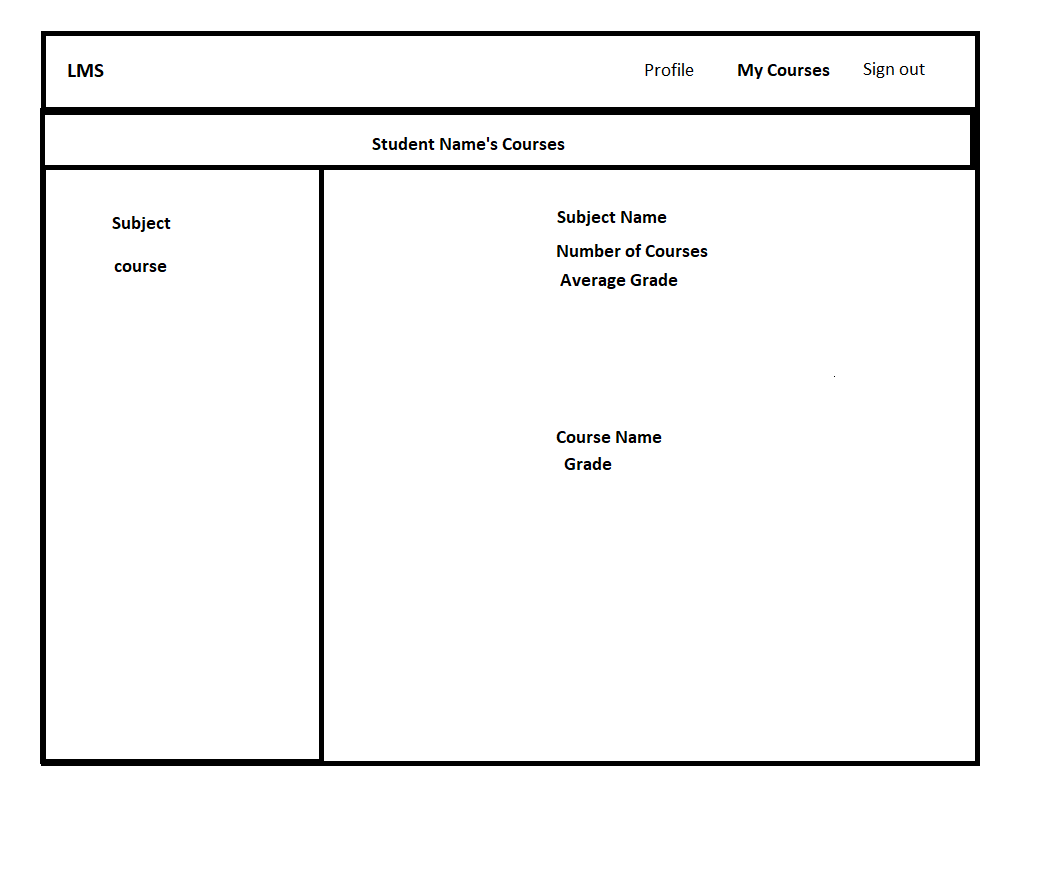 LMS Profile My Courses Sign out
Student Name's Courses
Subject
course
Subject Name
Number of Courses
Average Grade
Course Name
Grade